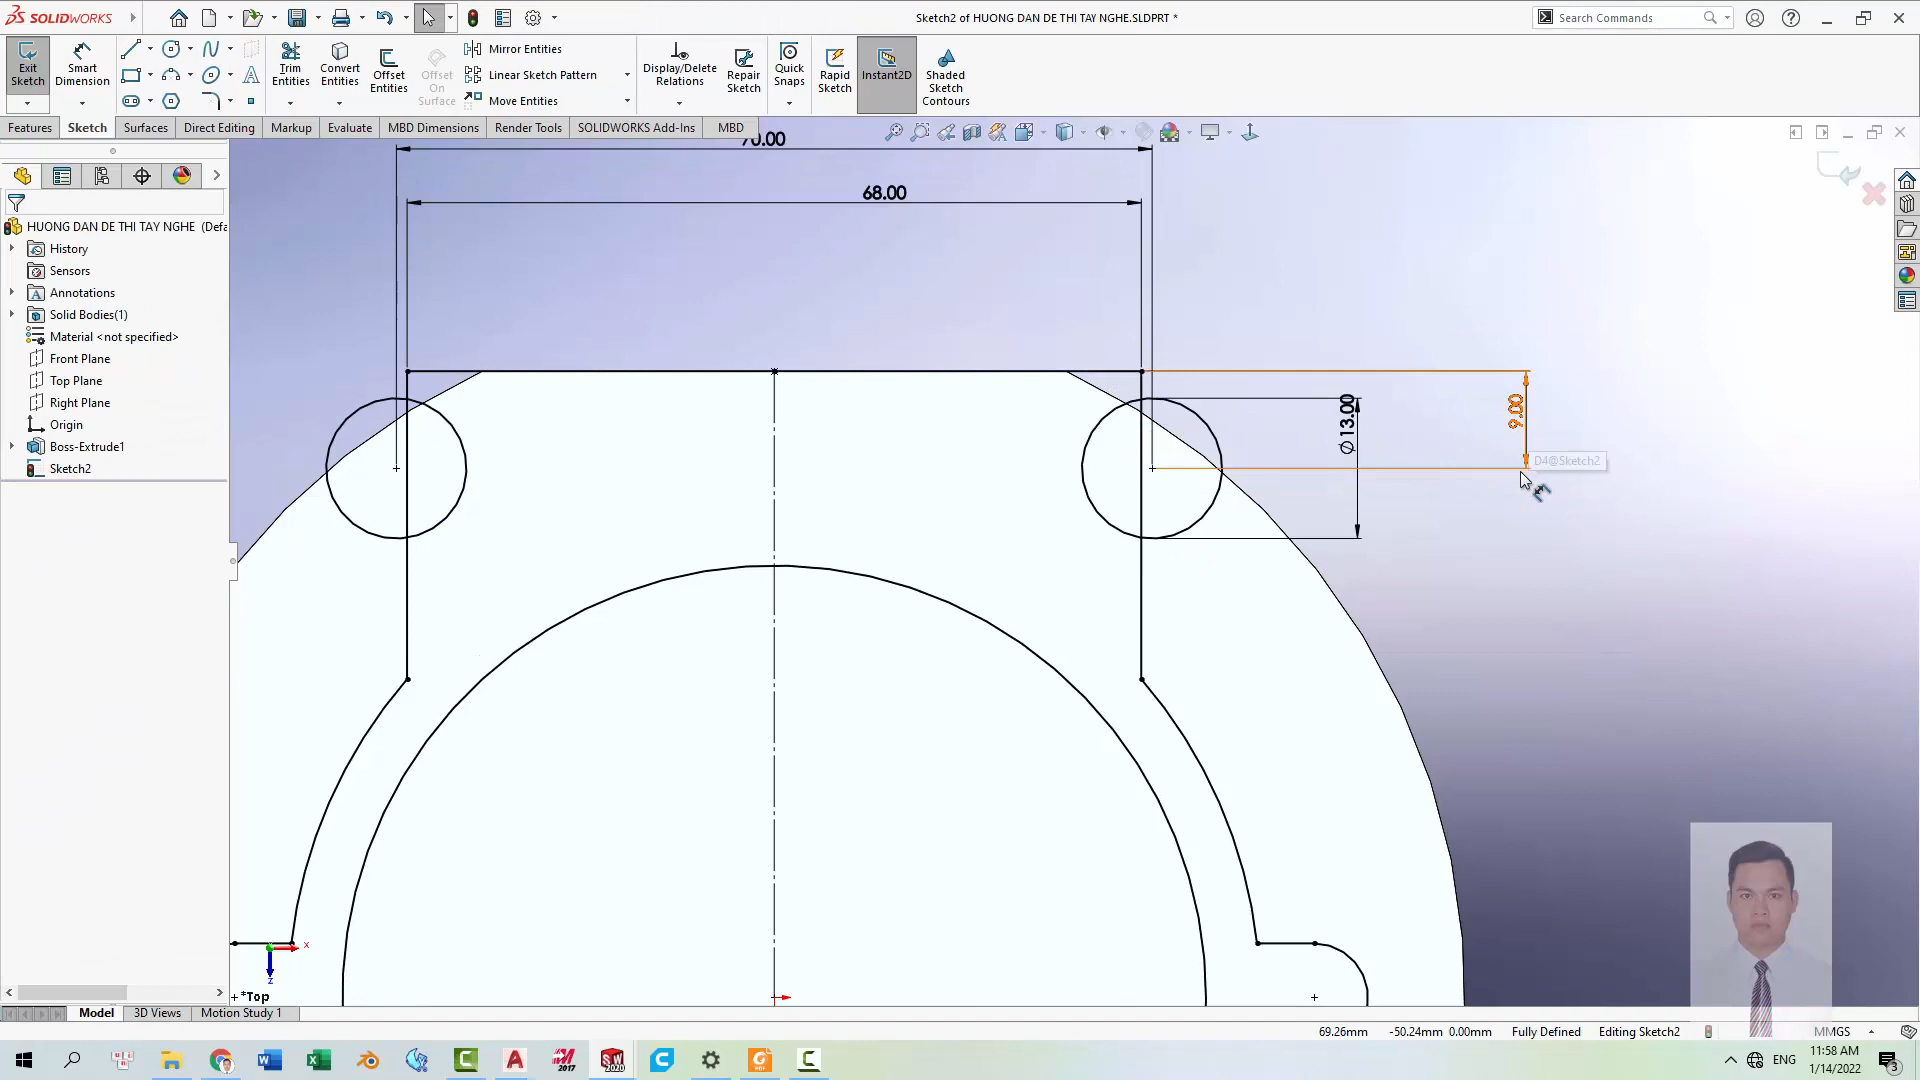 SOLIDWORKS
Sketch2 of HUONG DAN DE THI TAY NGHE.SLDPRT *
Search Commands
Exit Sketch
Smart Dimension
Trim Entities
Convert Entities
Offset Entities
Offset On Surface
Mirror Entities
Linear Sketch Pattern
Move Entities
Display/Delete Relations
Repair Sketch
Quick Snaps
Rapid Sketch
Instant2D
Shaded Sketch Contours
Features
Sketch
Surfaces
Direct Editing
Markup
Evaluate
MBD Dimensions
Render Tools
SOLIDWORKS Add-Ins
MBD
HUONG DAN DE THI TAY NGHE (Defa
History
Sensors
Annotations
Solid Bodies(1)
Material <not specified>
Front Plane
Top Plane
Right Plane
Origin
Boss-Extrude1
Sketch2
70.00
68.00
Ø 13.00
9.00
D4@Sketch2
x
z
*Top
Model
3D Views
Motion Study 1
69.26mm
-50.24mm
0.00mm
Fully Defined
Editing Sketch2
MMGS
ENG
11:58 AM
1/14/2022
3